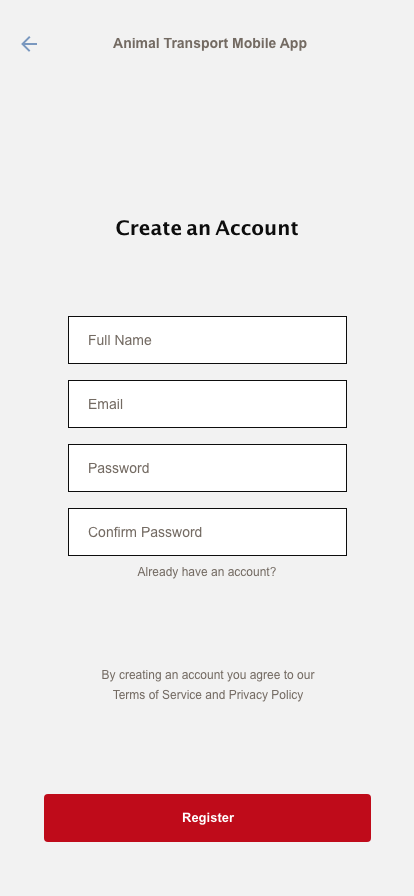 Animal Transport Mobile App
Create an Account
Full Name
Email
Password
Confirm Password
Already have an account?
By creating an account you agree to our
Terms of Service and Privacy Policy
Register